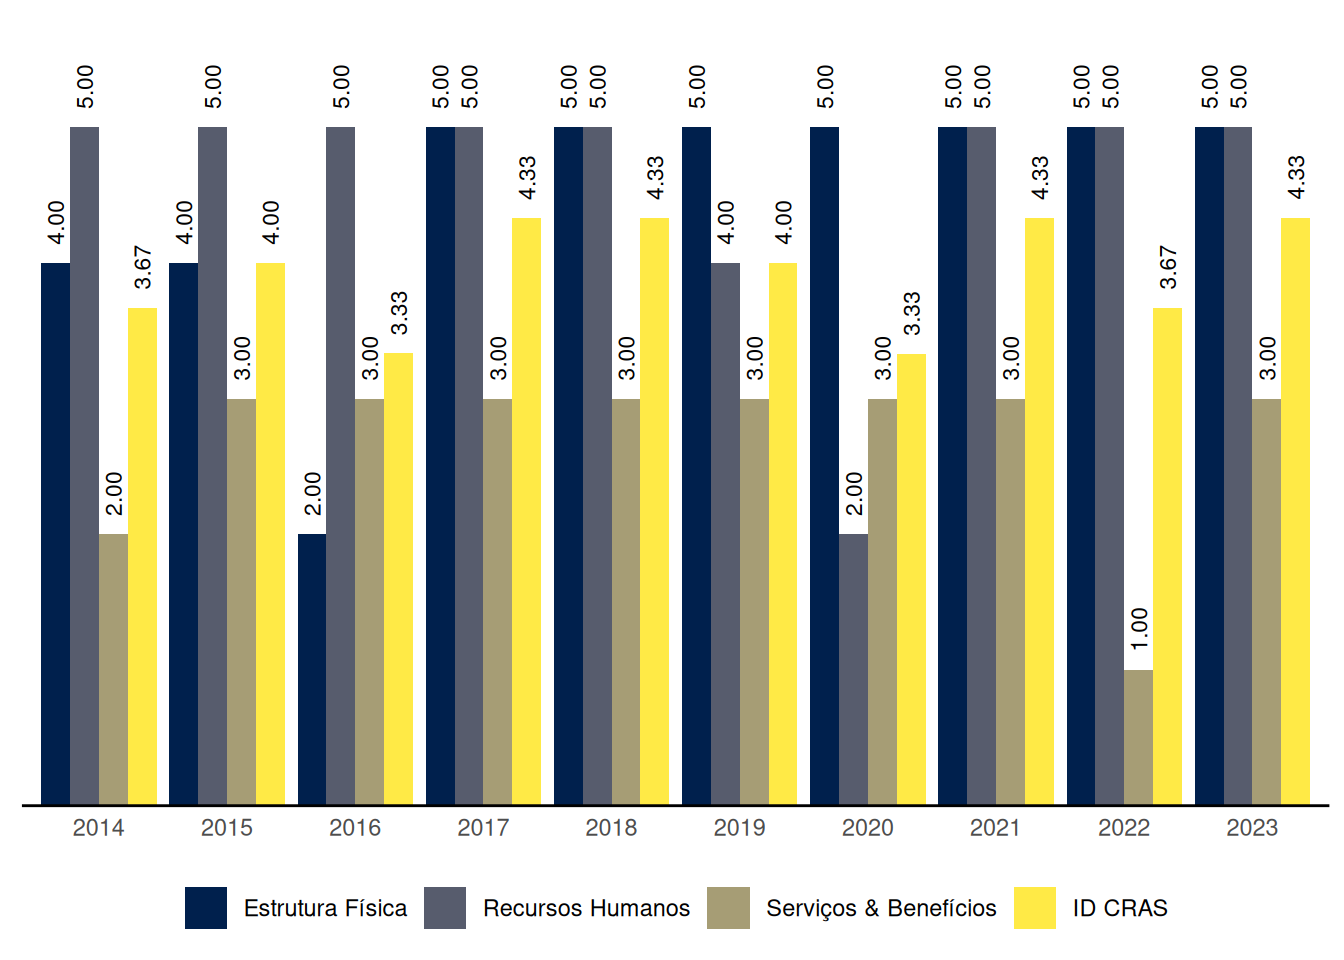 4.00 5.00 2.00 3.67
4.00 5.00 3.00 4.00
2.00 5.00 3.00 3.33
5.00 5.00 3.00 4.33
5.00 5.00 3.00 4.33
5.00 4.00 3.00 4.00
5.00 2.00 3.00 3.33
5.00 5.00 3.00 4.33
5.00 5.00 1.00 3.67
5.00 5.00 3.00 4.33
2014 2015 2016 2017 2018 2019 2020 2021 2022 2023
Estrutura Física Recursos Humanos Serviços & Benefícios ID CRAS